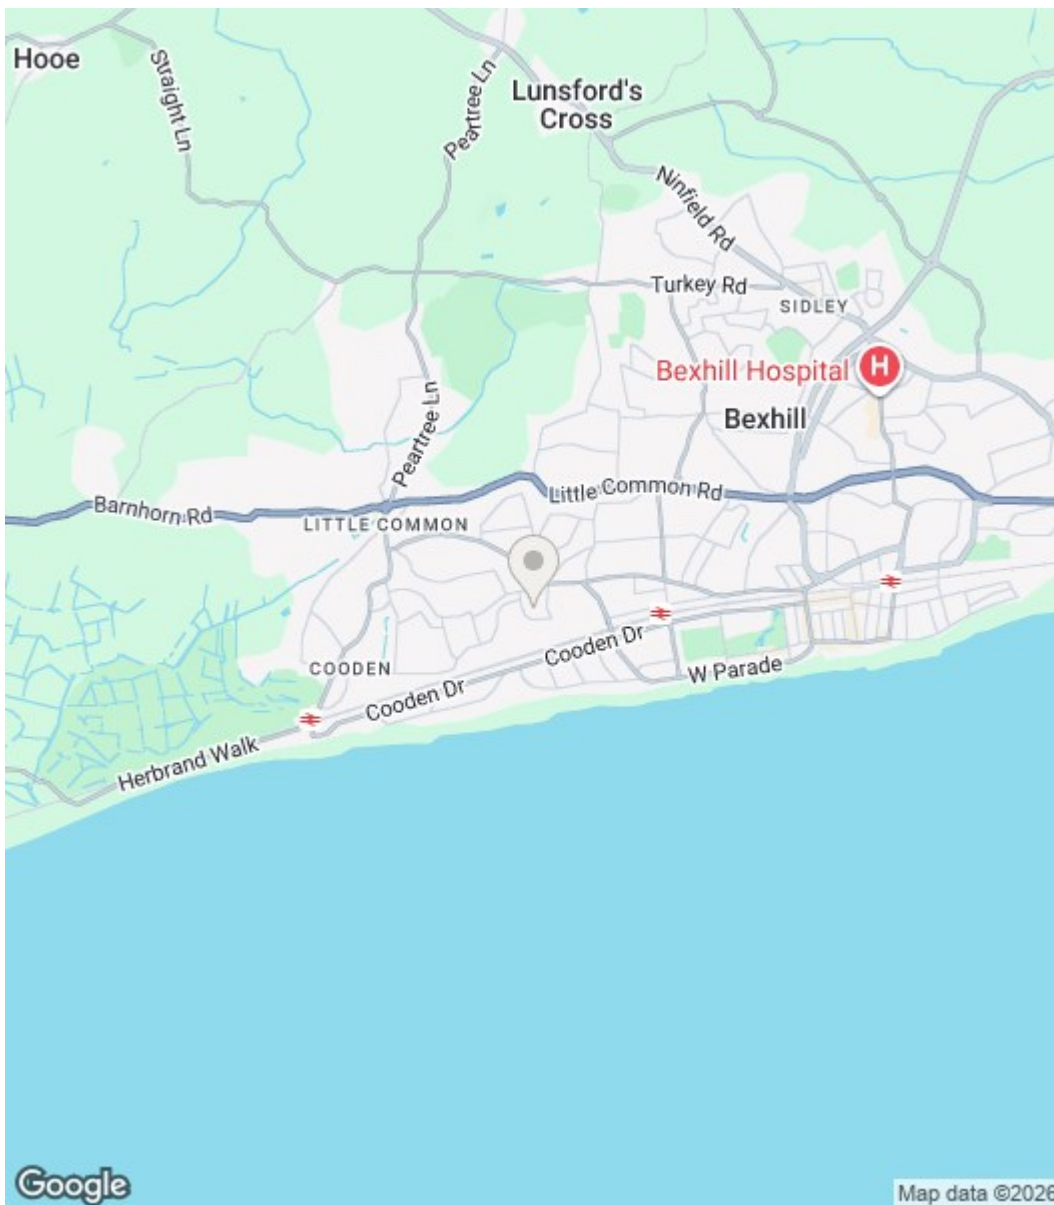 Hooe
Straight Ln
Peartree Ln
Lunsford's
Cross
Ninfield Rd
Turkey Rd
SIDLEY
Bexhill Hospital
H
Bexhill
Peartree Ln
Little Common Rd
Barnhorn Rd
LITTLE COMMON
COODEN
Cooden Dr
Cooden Dr
W Parade
Herbrand Walk
Google
Map data ©2026